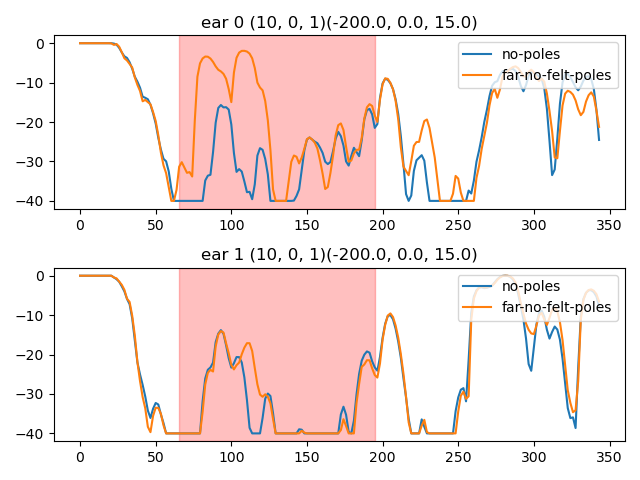 ear 0 (10, 0, 1)(-200.0, 0.0, 15.0)
0
−10
−20
−30
−40
no-poles
far-no-felt-poles
0 50 100 150 200 250 300 350
ear 1 (10, 0, 1)(-200.0, 0.0, 15.0)
0
−10
−20
−30
−40
no-poles
far-no-felt-poles
0 50 100 150 200 250 300 350